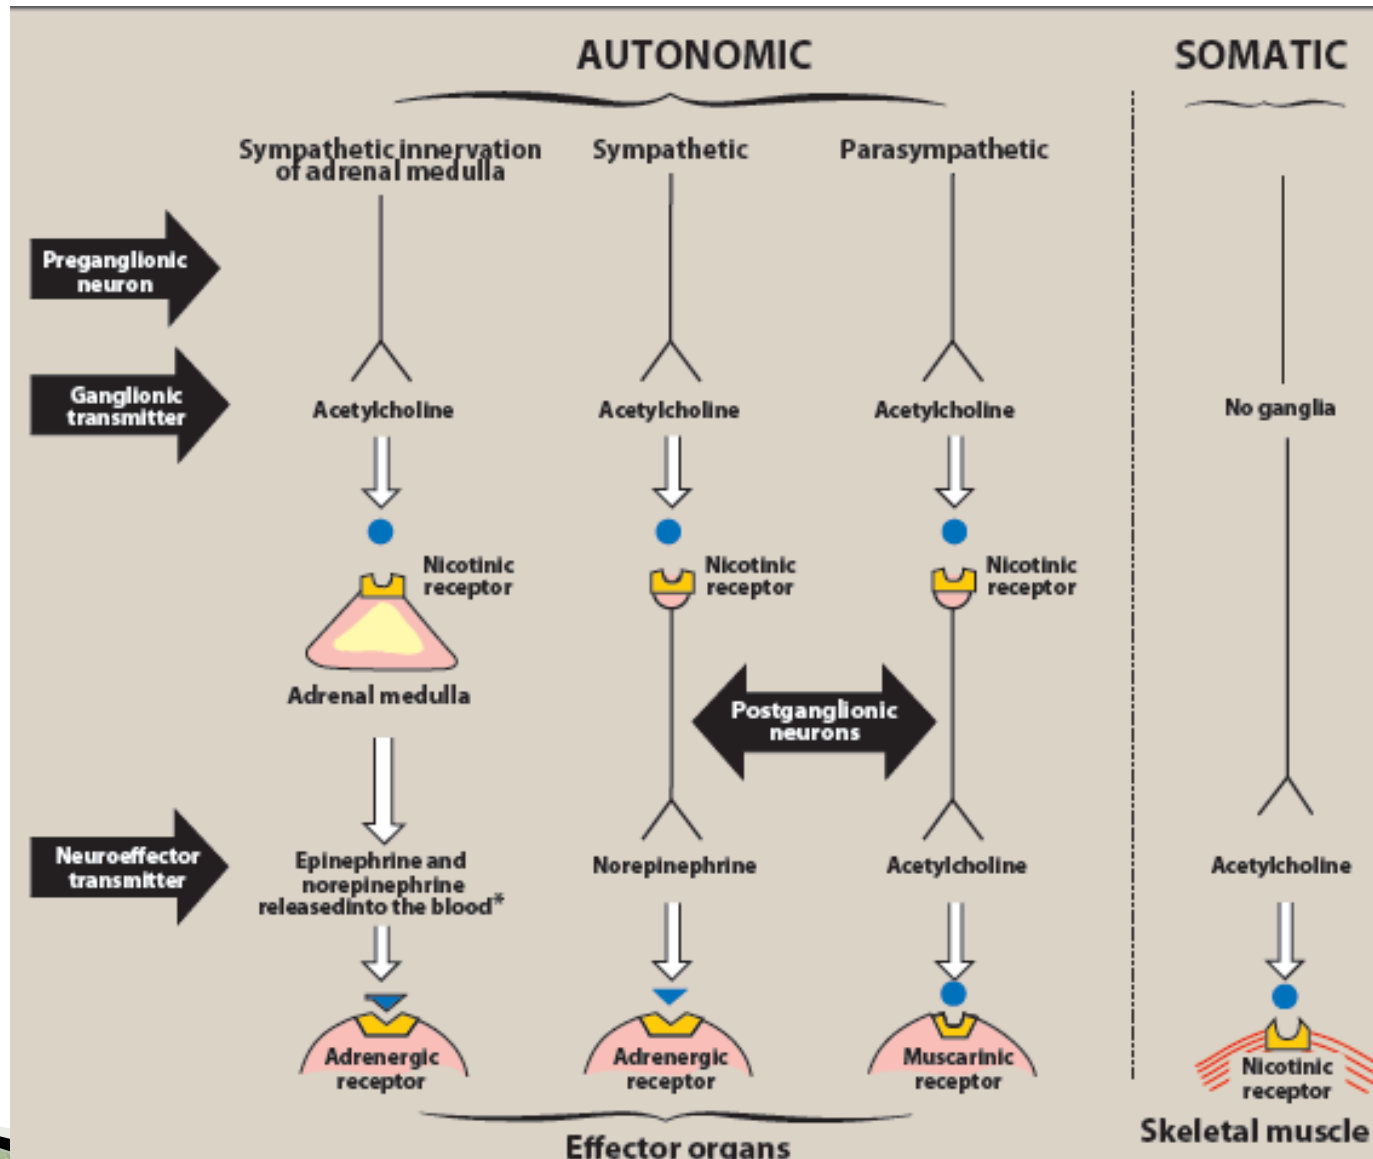 AUTONOMIC
SOMATIC
Sympathetic innervation
of adrenal medulla
Sympathetic
Parasympathetic
Preganglionic
neuron
Ganglionic
transmitter
Acetylcholine
Acetylcholine
Acetylcholine
No ganglia
Nicotinic
receptor
Nicotinic
receptor
Nicotinic
receptor
Adrenal medulla
Postganglionic
neurons
Neuroeffector
transmitter
Epinephrine and
norepinephrine
releasedinto the blood*
Norepinephrine
Acetylcholine
Acetylcholine
Adrenergic
receptor
Adrenergic
receptor
Muscarinic
receptor
Nicotinic
receptor
Effector organs
Skeletal muscle